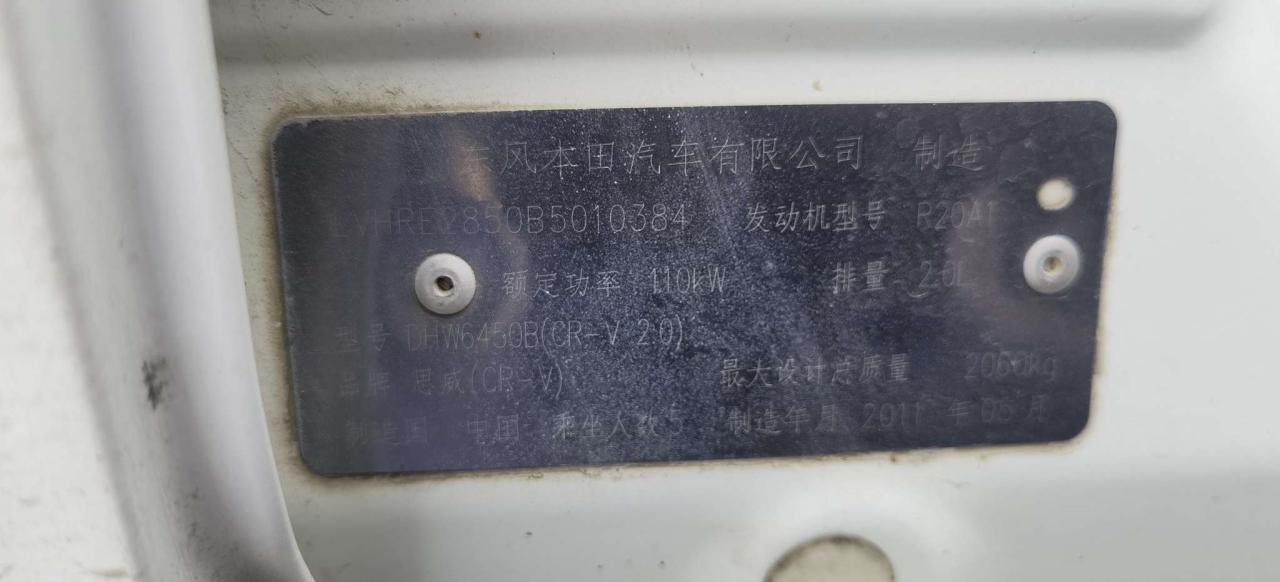 东风本田汽车有限公司 制造
LVHRE2850B5010384 发动机型号 R20A1
额定功率 110kW 排量 2.0L
型号 DHW6450B(CR-V 2.0)
品牌 思威(CR-V) 最大设计总质量 2060kg
制造国 中国 乘坐人数 5 制造年月 2011 年 05 月